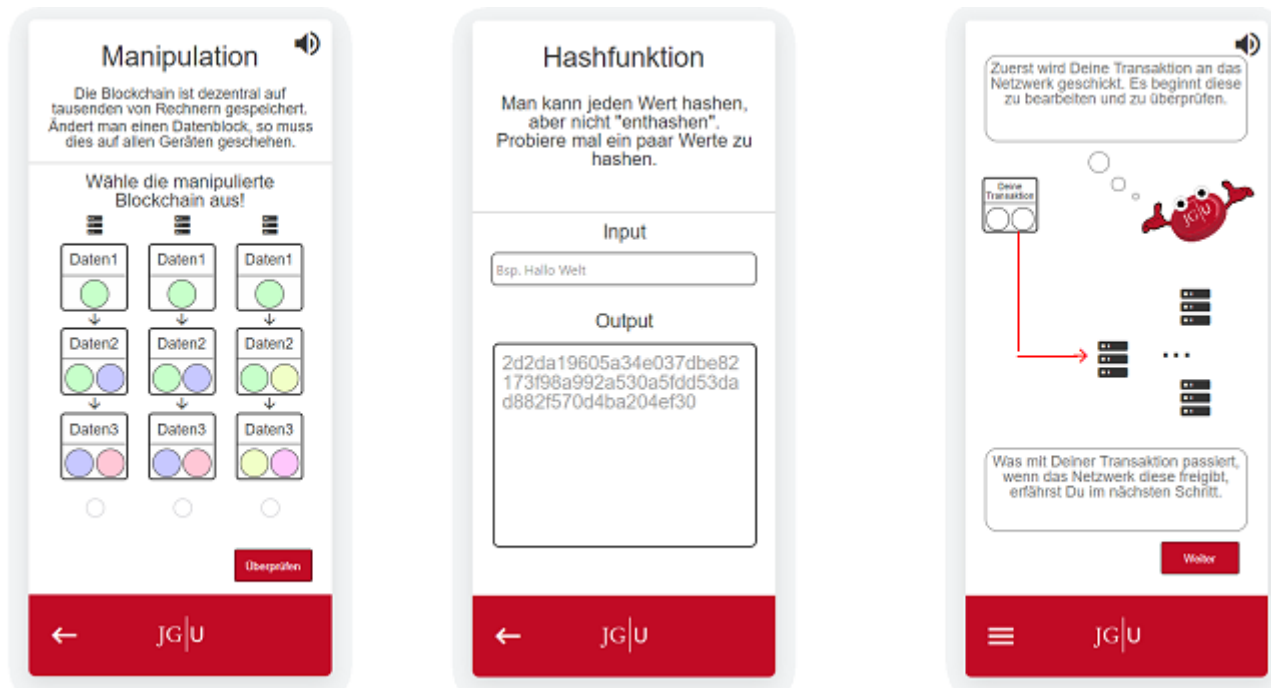 Manipulation
Die Blockchain ist dezentral auf
tausenden von Rechnern gespeichert.
Ändert man einen Datenblock, so muss
dies auf allen Geräten geschehen.
Wähle die manipulierte
Blockchain aus!
Daten1 Daten1 Daten1
Daten2 Daten2 Daten2
Daten3 Daten3 Daten3
Überprüfen
JG|U
Hashfunktion
Man kann jeden Wert hashen,
aber nicht "enthashen".
Probiere mal ein paar Werte zu
hashen.
Input
Bsp. Hallo Welt
Output
2d2da19605a34e037dbe82
173f98a992a530a5fdd53da
d882f570d4ba204ef30
JG|U
Zuerst wird Deine Transaktion an das
Netzwerk geschickt. Es beginnt diese
zu bearbeiten und zu überprüfen.
Deine
Transaktion
JG|U
Was mit Deiner Transaktion passiert,
wenn das Netzwerk diese freigibt,
erfährst Du im nächsten Schritt.
Weiter
JG|U